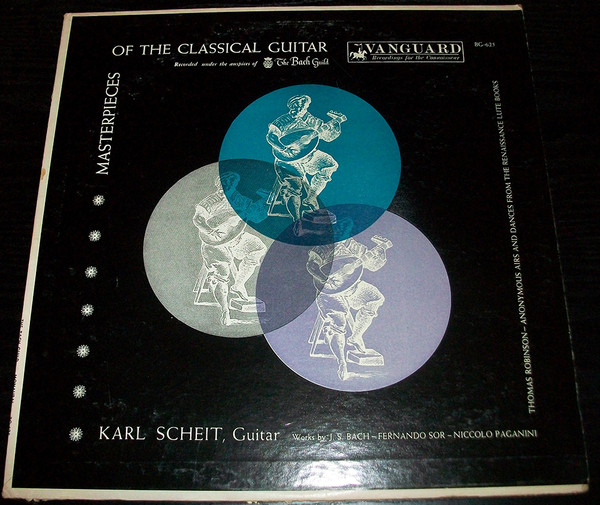 MASTERPIECES
OF THE CLASSICAL GUITAR
Recorded under the auspices of The Bach Guild
VANGUARD
Recordings for the Connoisseur
BG-621
THOMAS ROBINSON - ANONYMOUS AIRS AND DANCES FROM THE RENAISSANCE LUTE BOOKS
KARL SCHEIT, Guitar
Works by J. S. BACH - FERNANDO SOR - NICCOLO PAGANINI